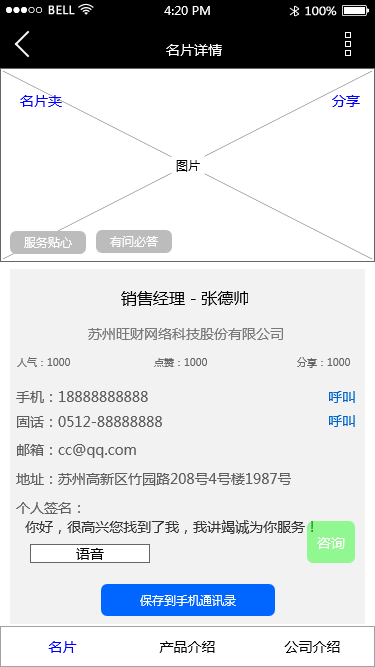 BELL 4:20 PM 100%
名片详情
名片夹 分享
图片
服务贴心 有问必答
销售经理 - 张德帅
苏州旺财网络科技股份有限公司
人气：1000 点赞：1000 分享：1000
手机：18888888888 呼叫
固话：0512-88888888 呼叫
邮箱：cc@qq.com
地址：苏州高新区竹园路208号4号楼1987号
个人签名：
你好，很高兴您找到了我，我讲竭诚为你服务！
咨询
语音
保存到手机通讯录
名片 产品介绍 公司介绍